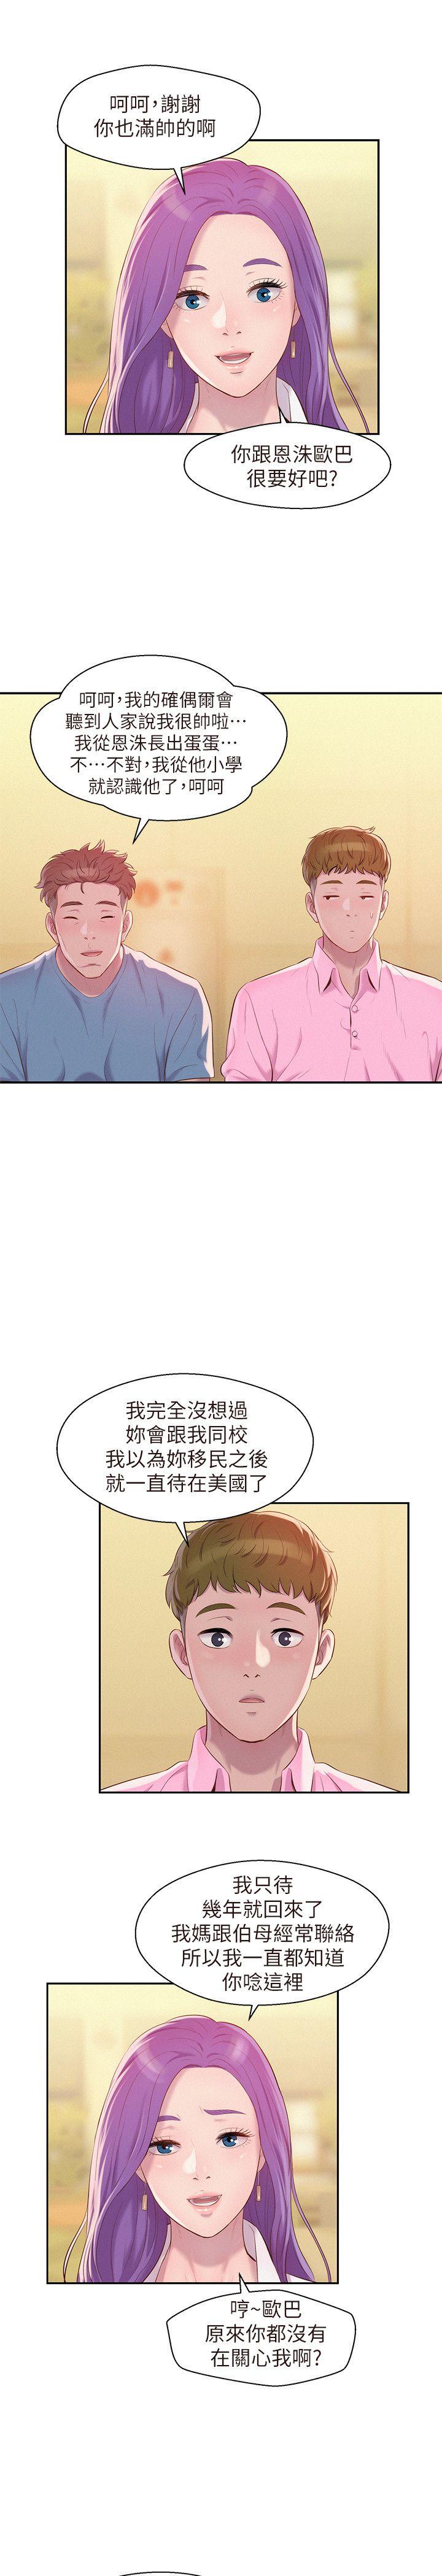 呵呵，謝謝
你也滿帥的啊
你跟恩洙歐巴
很要好吧?
呵呵，我的確偶爾會
聽到人家說我很帥啦…
我從恩洙長出蛋蛋…
不…不對，我從他小學
就認識他了，呵呵
我完全沒想過
妳會跟我同校
我以為妳移民之後
就一直待在美國了
我只待
幾年就回來了
我媽跟伯母經常聯絡
所以我一直都知道
你唸這裡
哼~歐巴
原來你都沒有
在關心我啊?